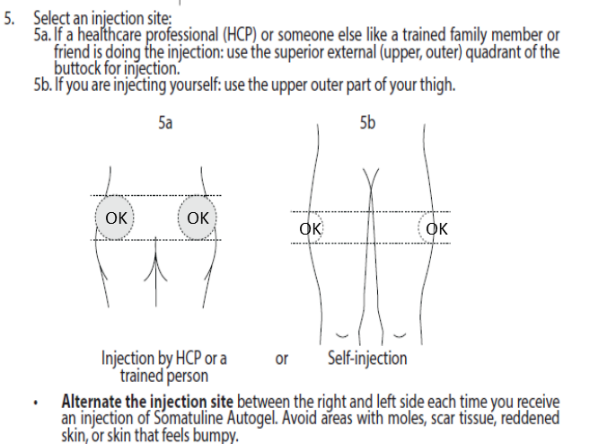 5. Select an injection site:
5a. If a healthcare professional (HCP) or someone else like a trained family member or
friend is doing the injection: use the superior external (upper, outer) quadrant of the
buttock for injection.
5b. If you are injecting yourself: use the upper outer part of your thigh.
5a 5b
OK OK OK OK
Injection by HCP or a or Self-injection
trained person
• Alternate the injection site between the right and left side each time you receive
an injection of Somatuline Autogel. Avoid areas with moles, scar tissue, reddened
skin, or skin that feels bumpy.